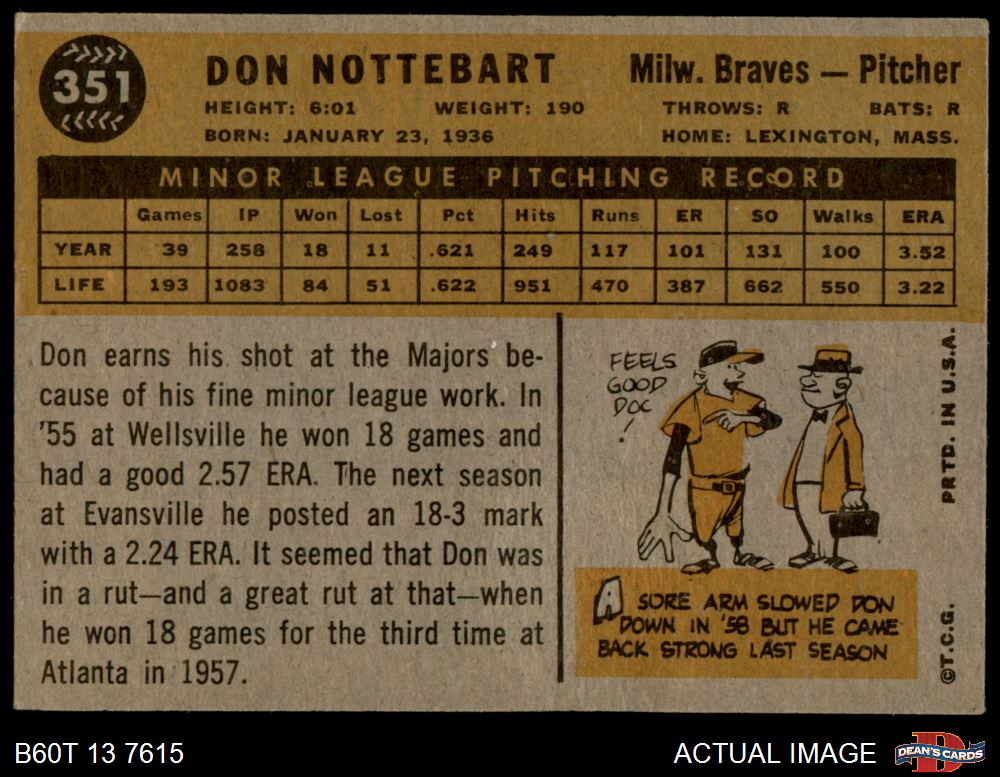 351
DON NOTTEBART
Milw. Braves — Pitcher
HEIGHT: 6:01 WEIGHT: 190 THROWS: R BATS: R
BORN: JANUARY 23, 1936 HOME: LEXINGTON, MASS.
MINOR LEAGUE PITCHING RECORD
Games IP Won Lost Pct Hits Runs ER SO Walks ERA
YEAR 39 258 18 11 .621 249 117 101 131 100 3.52
LIFE 193 1083 84 51 .622 951 470 387 662 550 3.22
Don earns his shot at the Majors be-
cause of his fine minor league work. In
'55 at Wellsville he won 18 games and
had a good 2.57 ERA. The next season
at Evansville he posted an 18-3 mark
with a 2.24 ERA. It seemed that Don was
in a rut—and a great rut at that—when
he won 18 games for the third time at
Atlanta in 1957.
FEELS
GOOD
DOC
!
A SORE ARM SLOWED DON
DOWN IN '58 BUT HE CAME
BACK STRONG LAST SEASON
©T.C.G. PRTD. IN U.S.A.
B60T 13 7615
ACTUAL IMAGE
D
DEAN'S CARDS